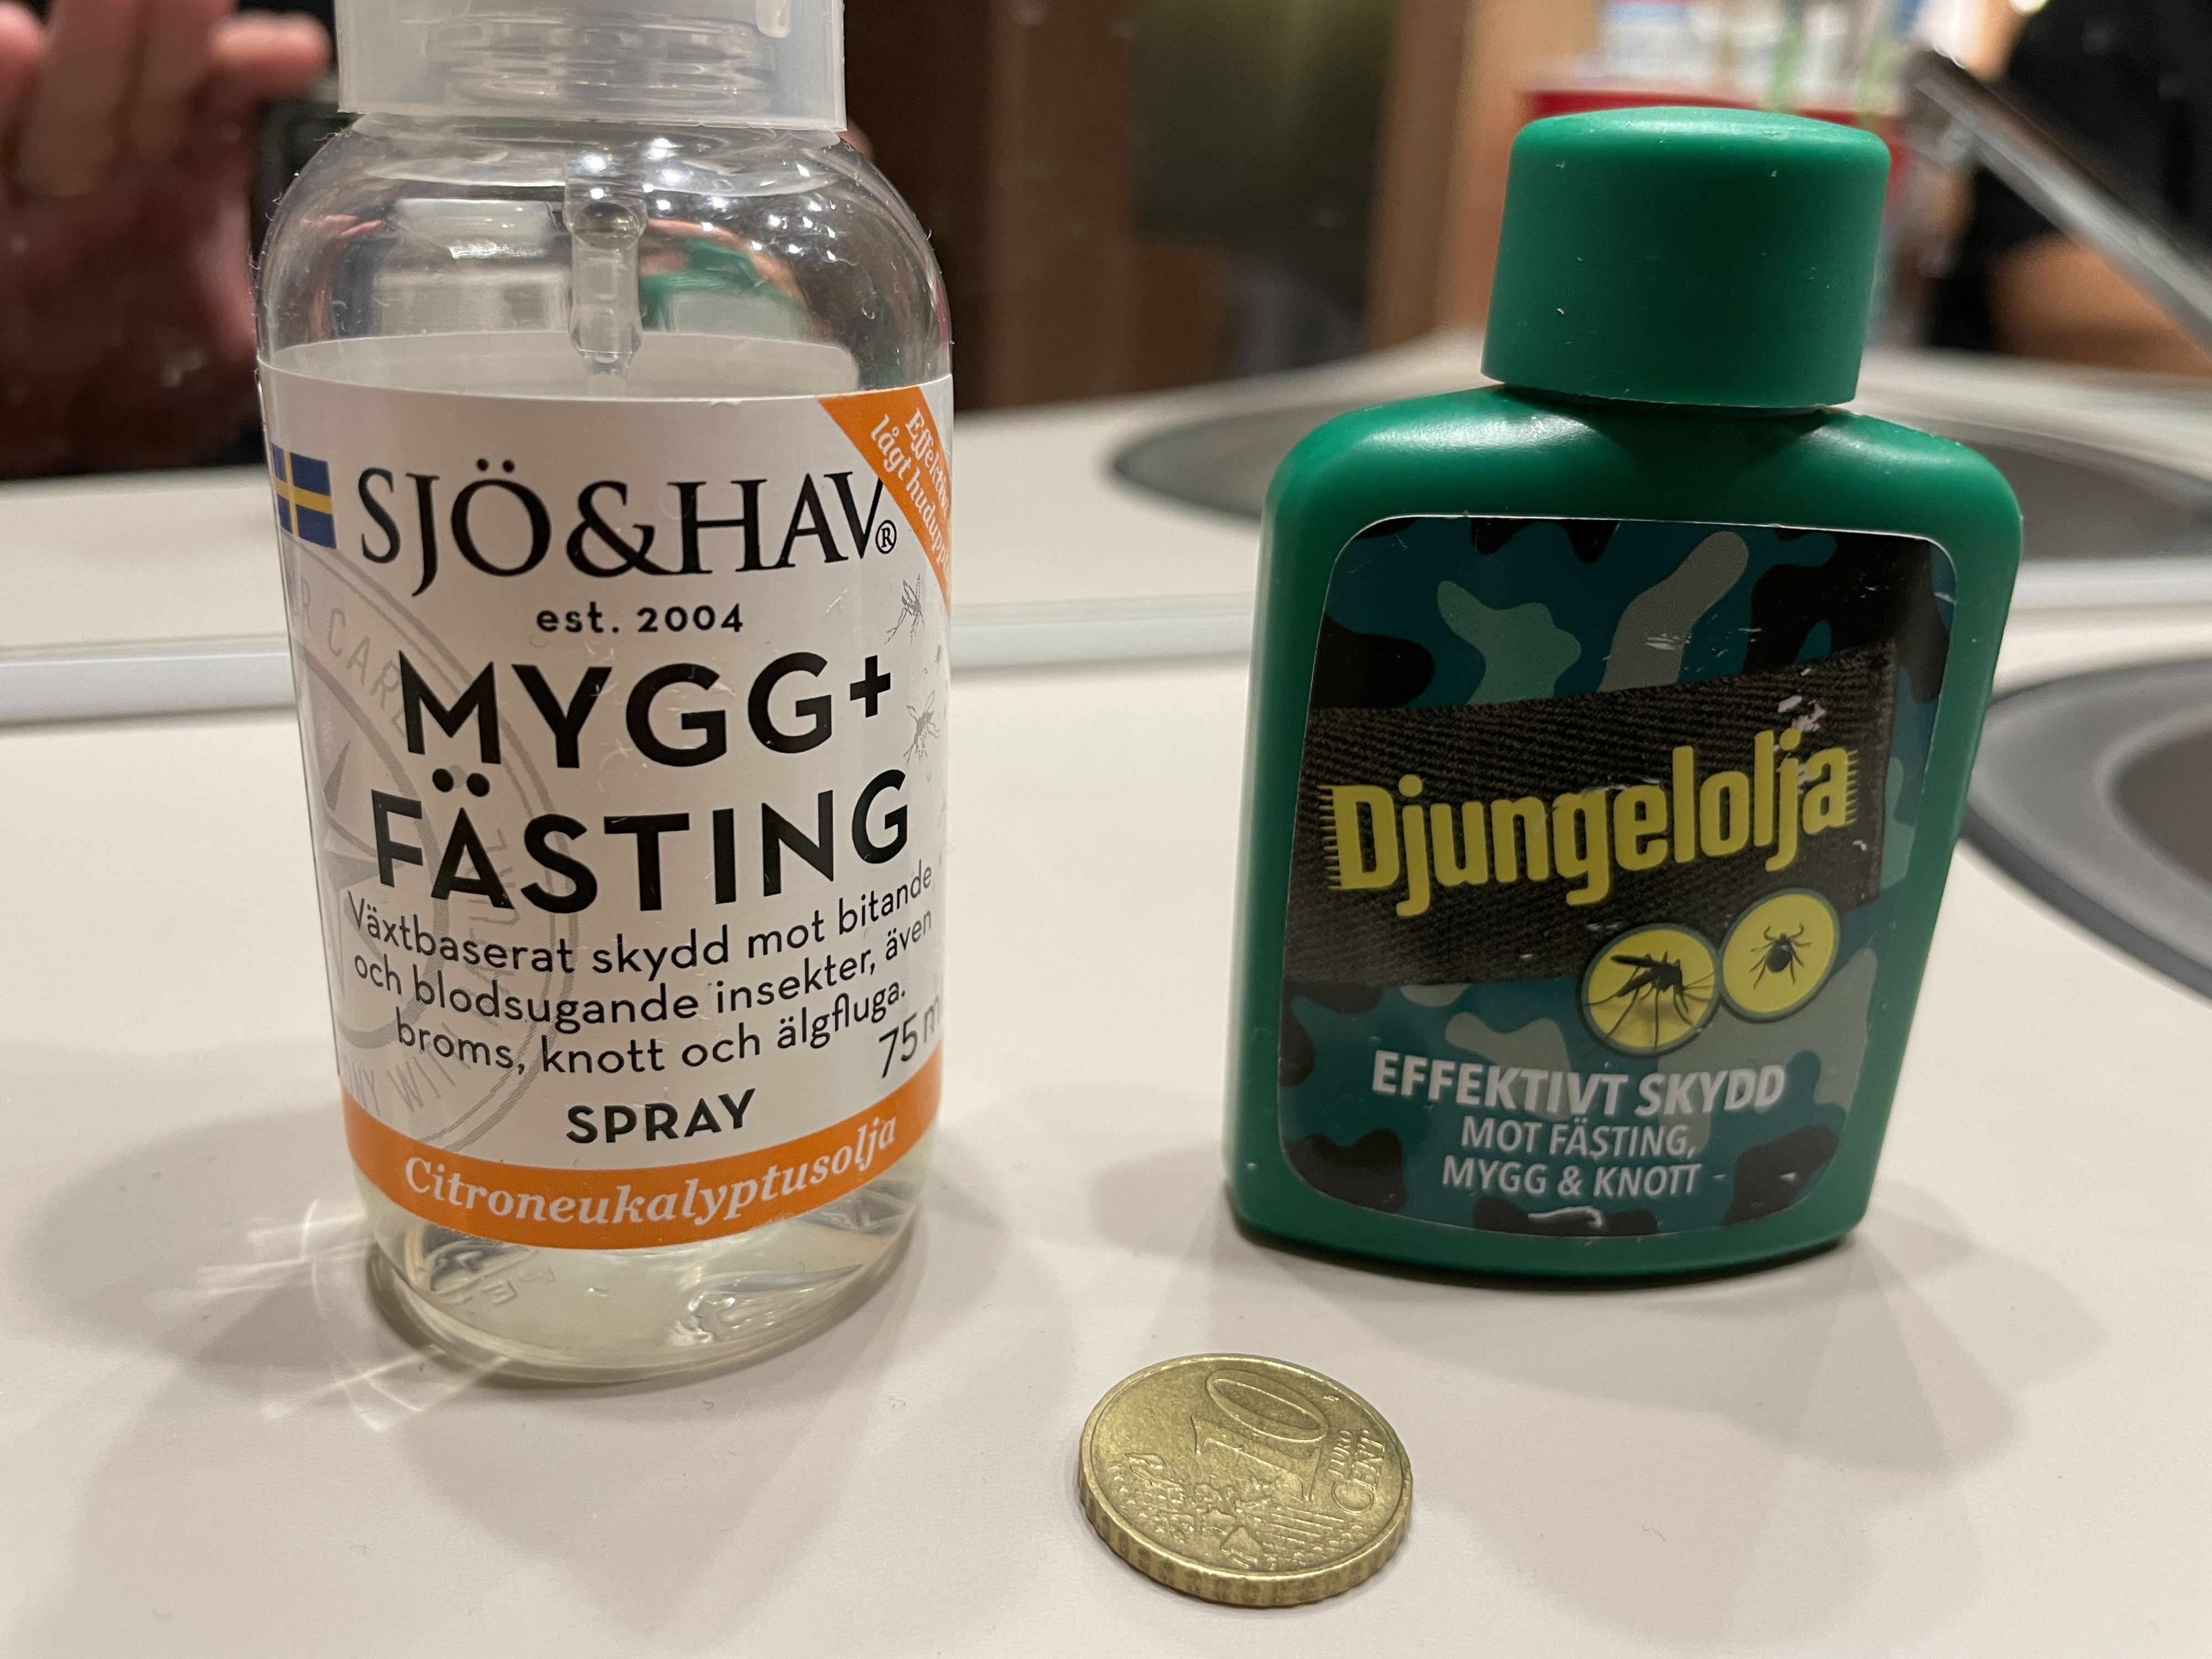 SJÖ&HAV®
est. 2004
MYGG+
FÄSTING
Växtbaserat skydd mot bitande
och blodsugande insekter, även
broms, knott och älgfluga.
75
SPRAY
Citroneukalyptusolja
lågt
Djungelolja
EFFEKTIVT SKYDD
MOT FÄSTING,
MYGG & KNOTT
10
EURO
CENT